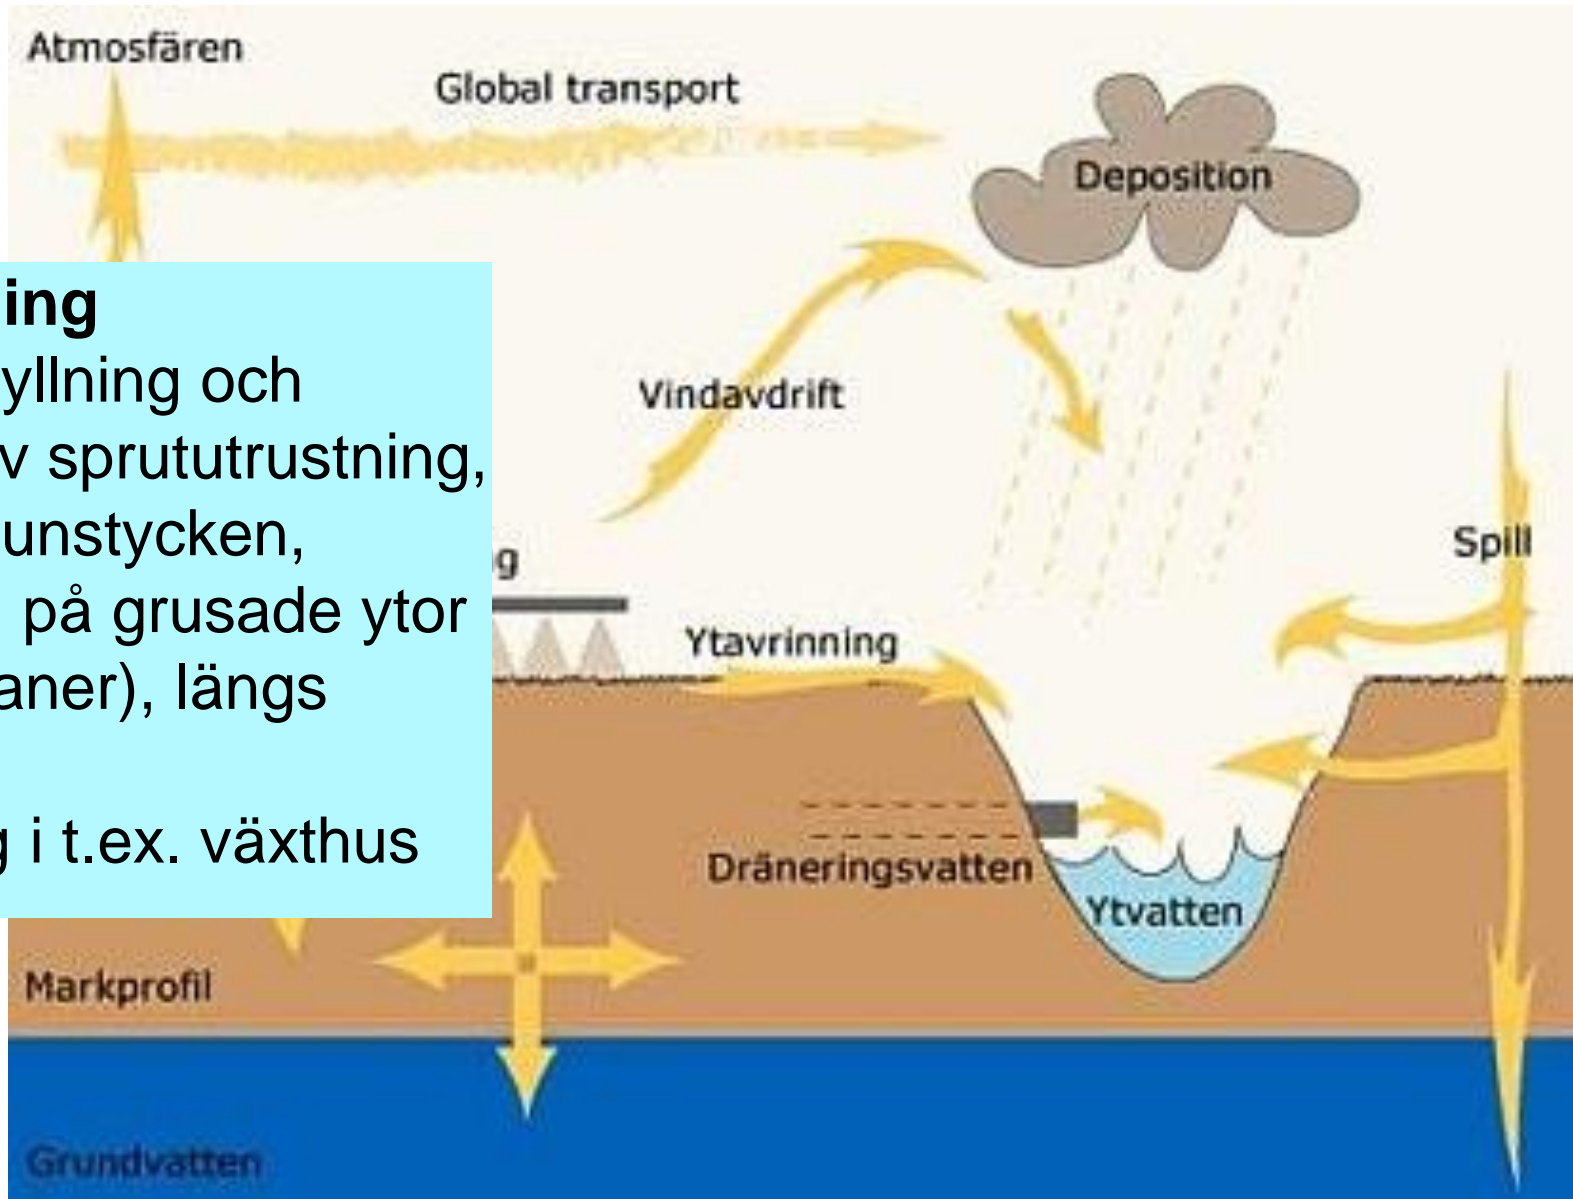 Atmosfären
Global transport
Deposition
ing
yllning och
v sprututrustning,
unstycken,
på grusade ytor
aner), längs
g i t.ex. växthus
Vindavdrift
g
Spill
Ytavrinning
Dräneringsvatten
Ytvatten
Markprofil
Grundvatten